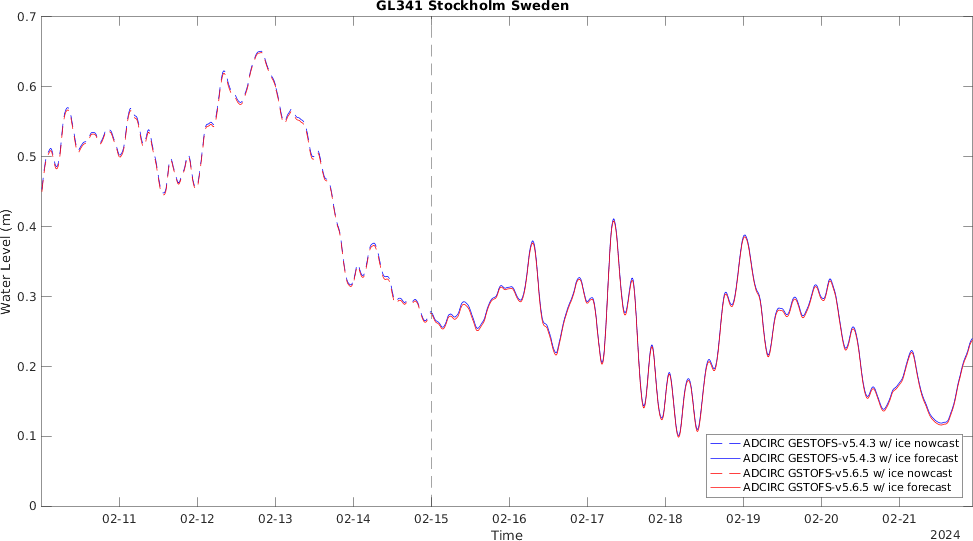 GL341 Stockholm Sweden
0.7
0.6
0.5
0.4
0.3
0.2
0.1
0
Water Level (m)
ADCIRC GESTOFS-v5.4.3 w/ ice nowcast
ADCIRC GESTOFS-v5.4.3 w/ ice forecast
ADCIRC GSTOFS-v5.6.5 w/ ice nowcast
ADCIRC GSTOFS-v5.6.5 w/ ice forecast
02-11 02-12 02-13 02-14 02-15 02-16 02-17 02-18 02-19 02-20 02-21
Time
2024